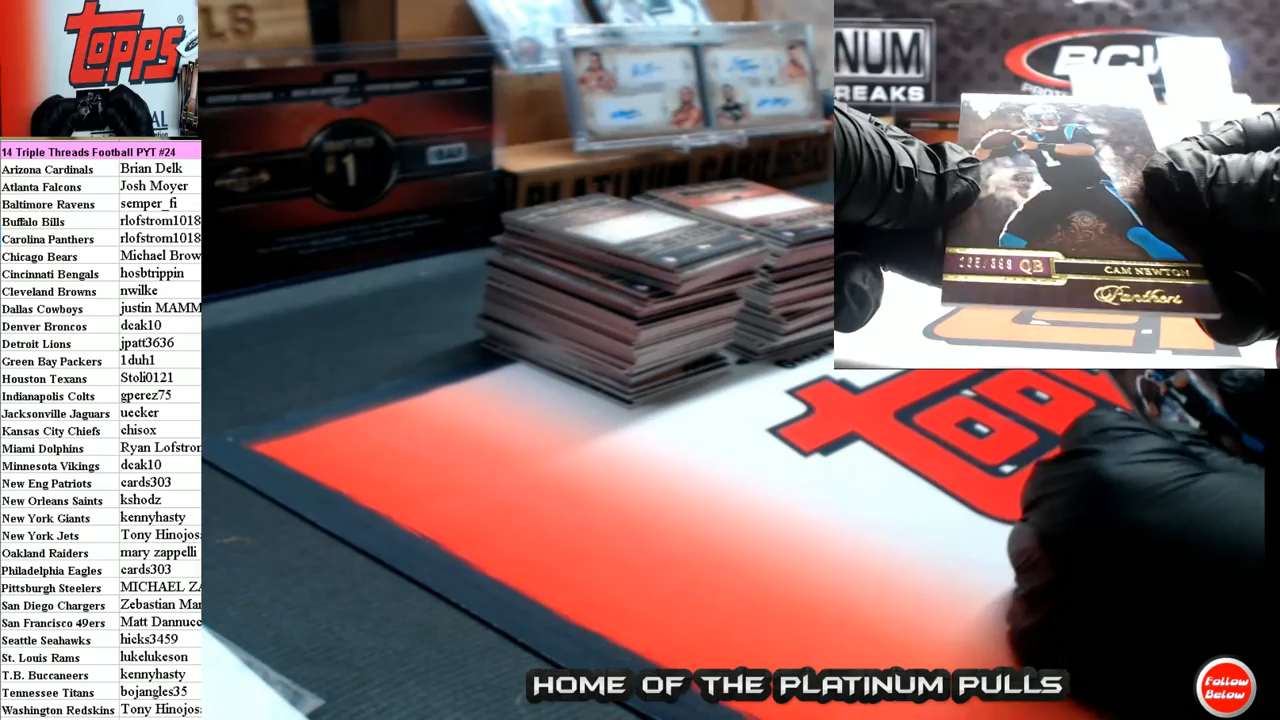 topps
14 Triple Threads Football PYT #24
Arizona Cardinals Brian Delk
Atlanta Falcons Josh Moyer
Baltimore Ravens semper_fi
Buffalo Bills rlofstrom1018
Carolina Panthers rlofstrom1018
Chicago Bears Michael Brow
Cincinnati Bengals hosbtrippin
Cleveland Browns nwilke
Dallas Cowboys justin MAMM
Denver Broncos dcak10
Detroit Lions jpatt3636
Green Bay Packers 1duh1
Houston Texans Stoli0121
Indianapolis Colts gperez75
Jacksonville Jaguars uecker
Kansas City Chiefs chisox
Miami Dolphins Ryan Lofstron
Minnesota Vikings dcak10
New Eng Patriots cards303
New Orleans Saints kshodz
New York Giants kennyhasty
New York Jets Tony Hinojos
Oakland Raiders mary zappelli
Philadelphia Eagles cards303
Pittsburgh Steelers MICHAEL ZA
San Diego Chargers Zebastian Mar
San Francisco 49ers Matt Dannucc
Seattle Seahawks hicks3459
St. Louis Rams lukelukeson
T.B. Buccaneers kennyhasty
Tennessee Titans bojangles35
Washington Redskins Tony Hinojos
#1
NUM
REAKS
BCW
1
QB
CAM NEWTON
Panthers
HOME OF THE PLATINUM PULLS
Follow
Below